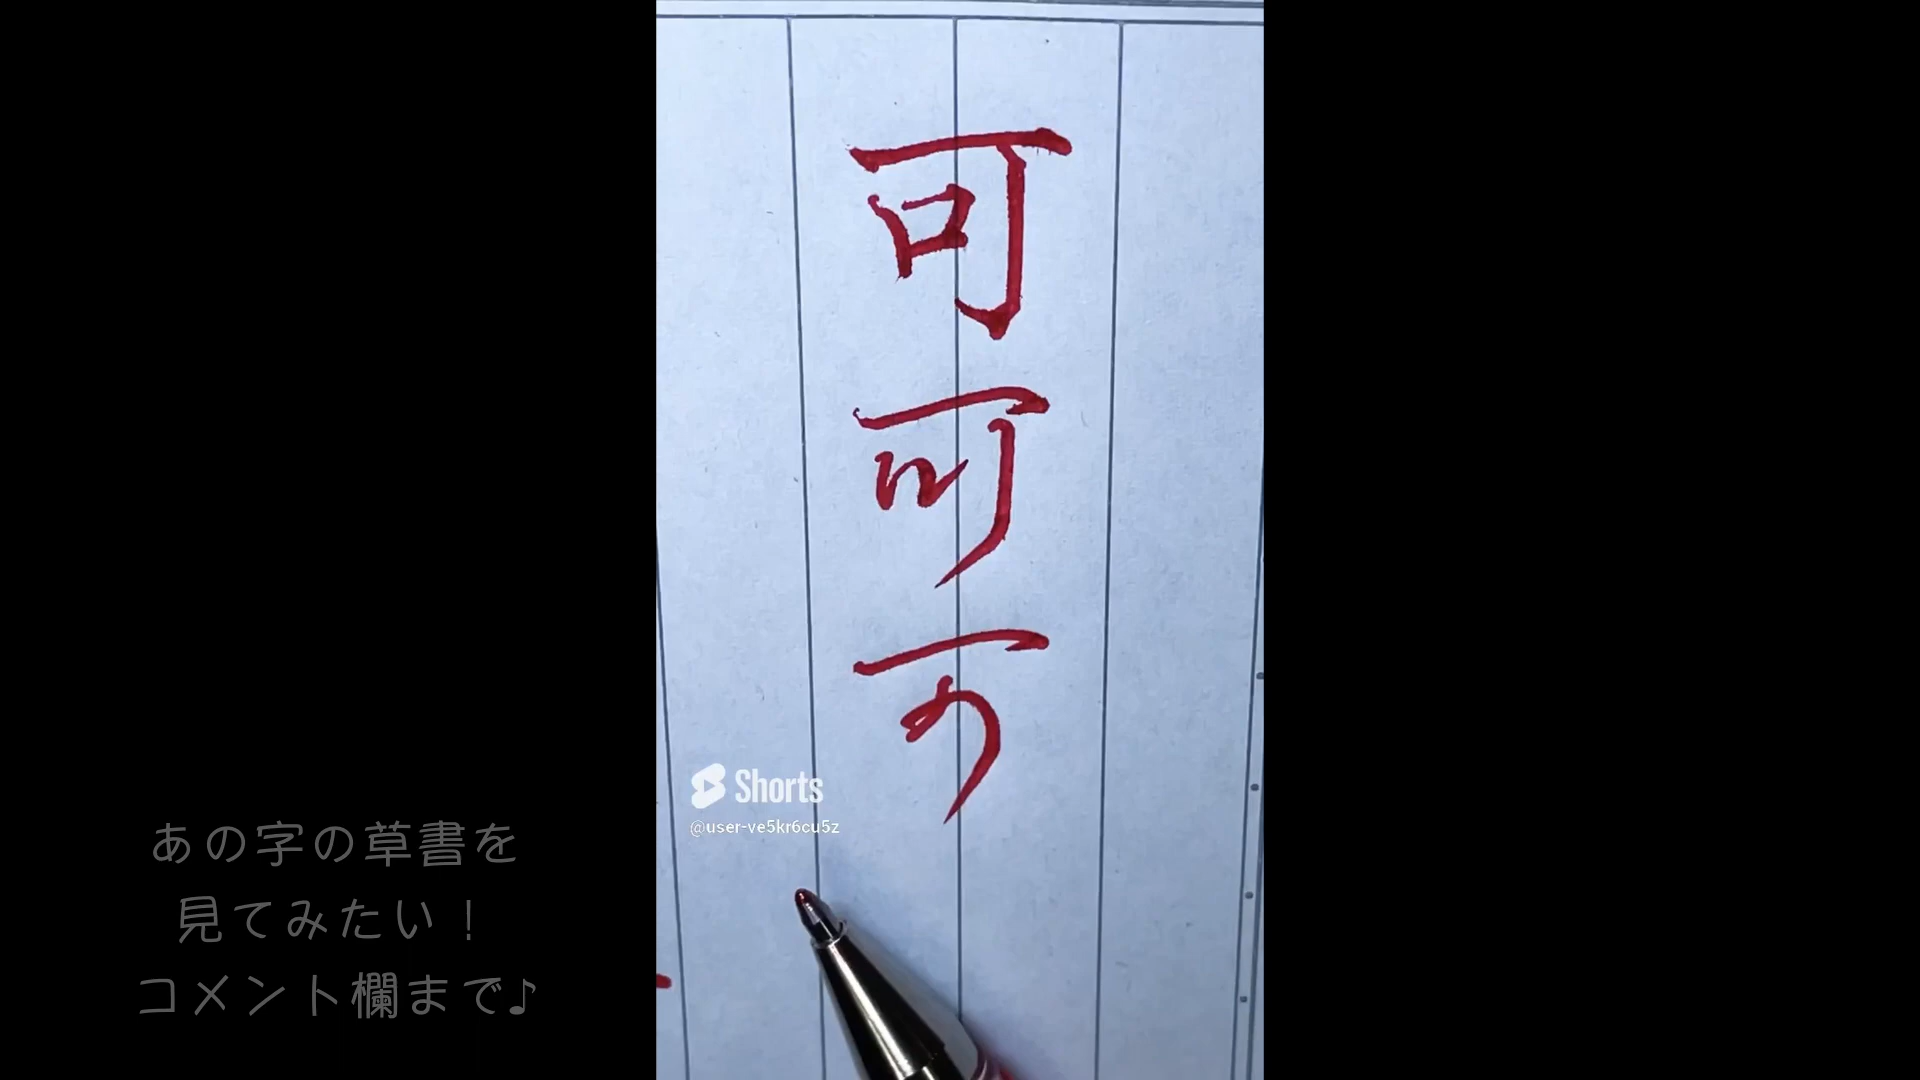 可
可
可
Shorts
@user-ve5kr6cu5z
あの字の草書を
見てみたい！
コメント欄まで♪